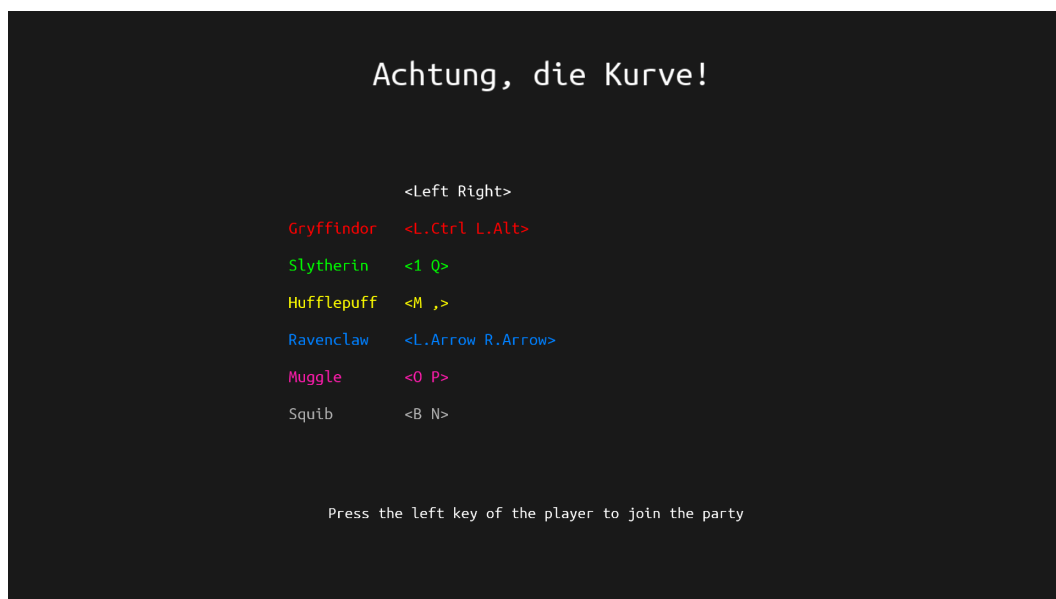 Achtung, die Kurve!
<Left Right>
Gryffindor <L.Ctrl L.Alt>
Slytherin <1 Q>
Hufflepuff <M ,>
Ravenclaw <L.Arrow R.Arrow>
Muggle <O P>
Squib <B N>
Press the left key of the player to join the party